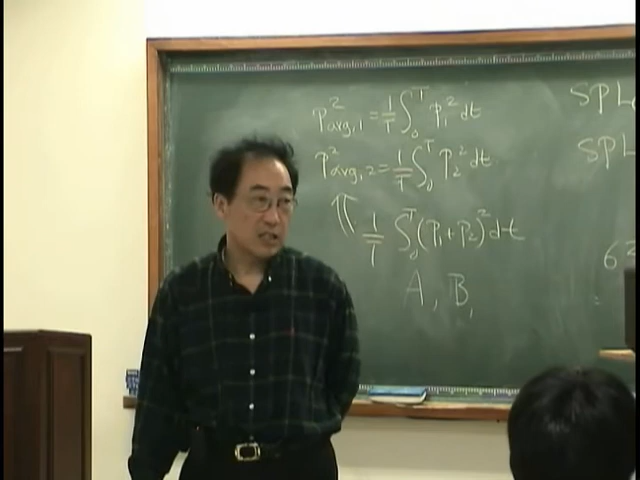 P²avg,1 = 1/T ∫₀ᵀ P₁² dt
SPL
P²avg,2 = 1/T ∫₀ᵀ P₂² dt
SPL
1/T ∫₀ᵀ (P₁+P₂)² dt
6
A, B,